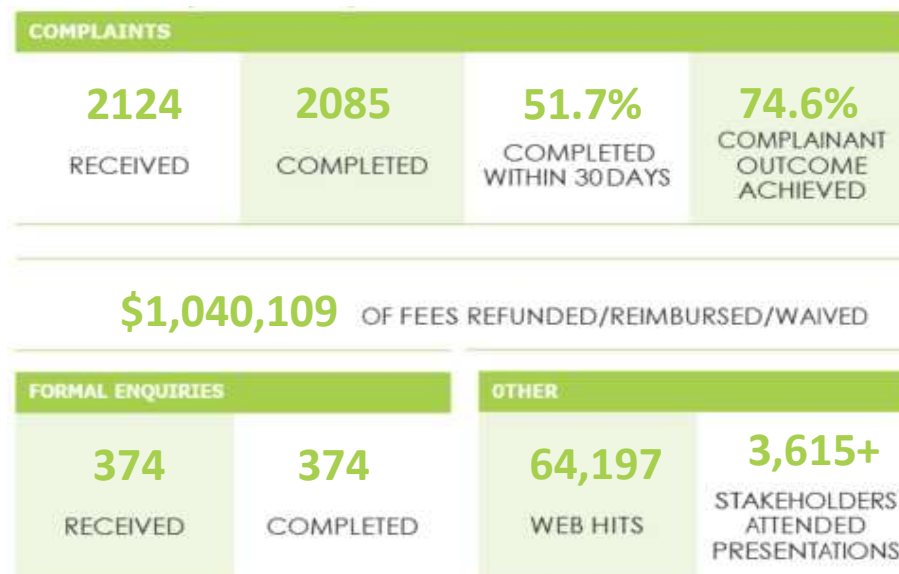 COMPLAINTS
2124
RECEIVED
2085
COMPLETED
51.7%
COMPLETED
WITHIN 30 DAYS
74.6%
COMPLAINANT
OUTCOME
ACHIEVED
$1,040,109 OF FEES REFUNDED/REIMBURSED/WAIVED
FORMAL ENQUIRIES
374
RECEIVED
374
COMPLETED
OTHER
64,197
WEB HITS
3,615+
STAKEHOLDERS
ATTENDED
PRESENTATIONS